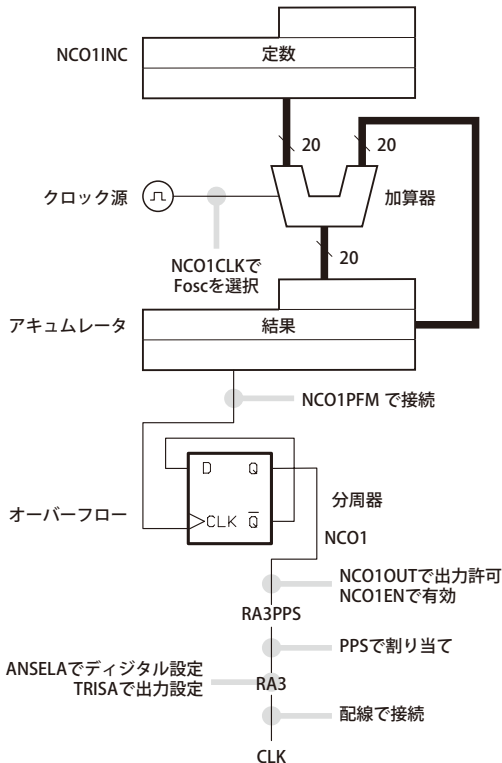 NCO1INC
定数
20
20
クロック源
加算器
NCO1CLKで
Foscを選択
20
アキュムレータ
結果
NCO1PFM で接続
D Q
CLK Q̅
オーバーフロー
分周器
NCO1
NCO1OUTで出力許可
NCO1ENで有効
RA3PPS
PPSで割り当て
ANSELAでディジタル設定
TRISAで出力設定
RA3
配線で接続
CLK